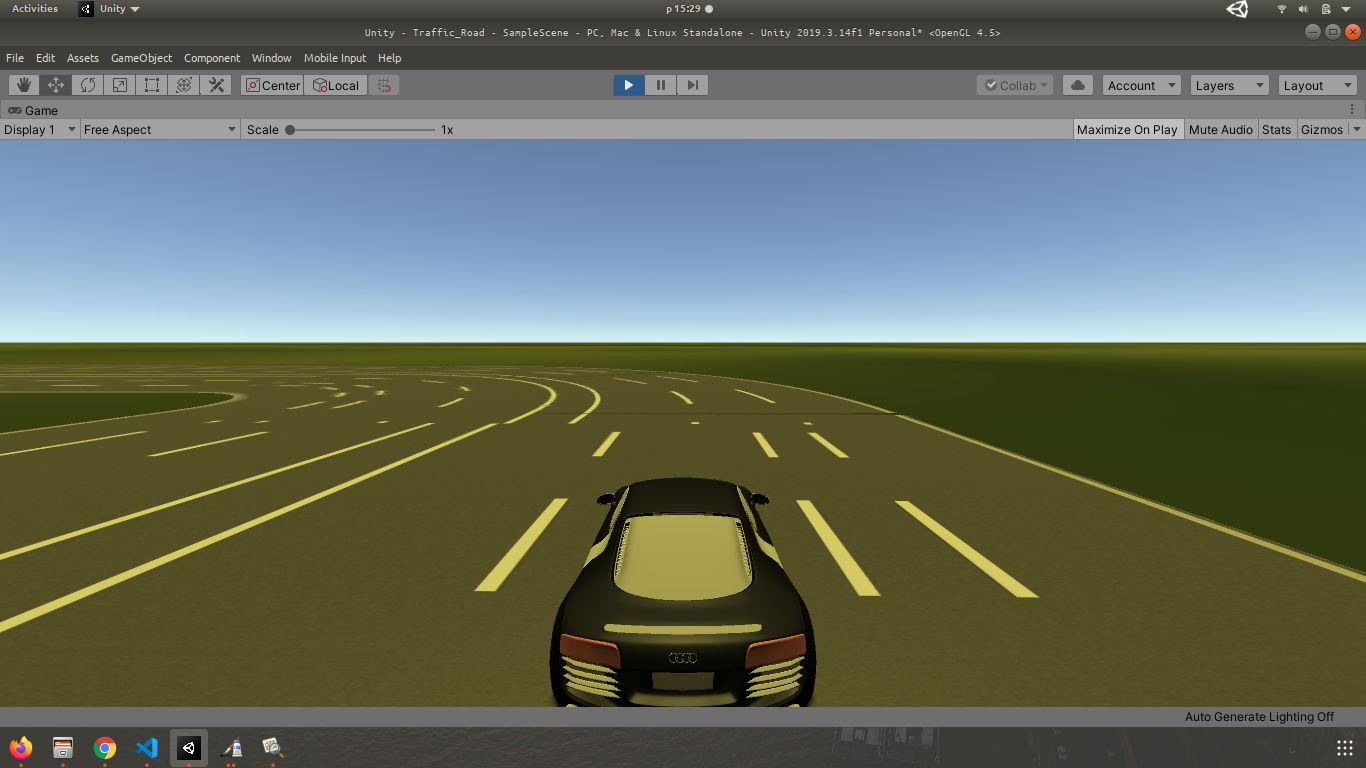 Activities Unity p 15:29
Unity - Traffic_Road - SampleScene - PC, Mac & Linux Standalone - Unity 2019.3.14f1 Personal* <OpenGL 4.5>
File Edit Assets GameObject Component Window Mobile Input Help
Center Local Collab Account Layers Layout
Game
Display 1 Free Aspect Scale 1x Maximize On Play Mute Audio Stats Gizmos
Auto Generate Lighting Off